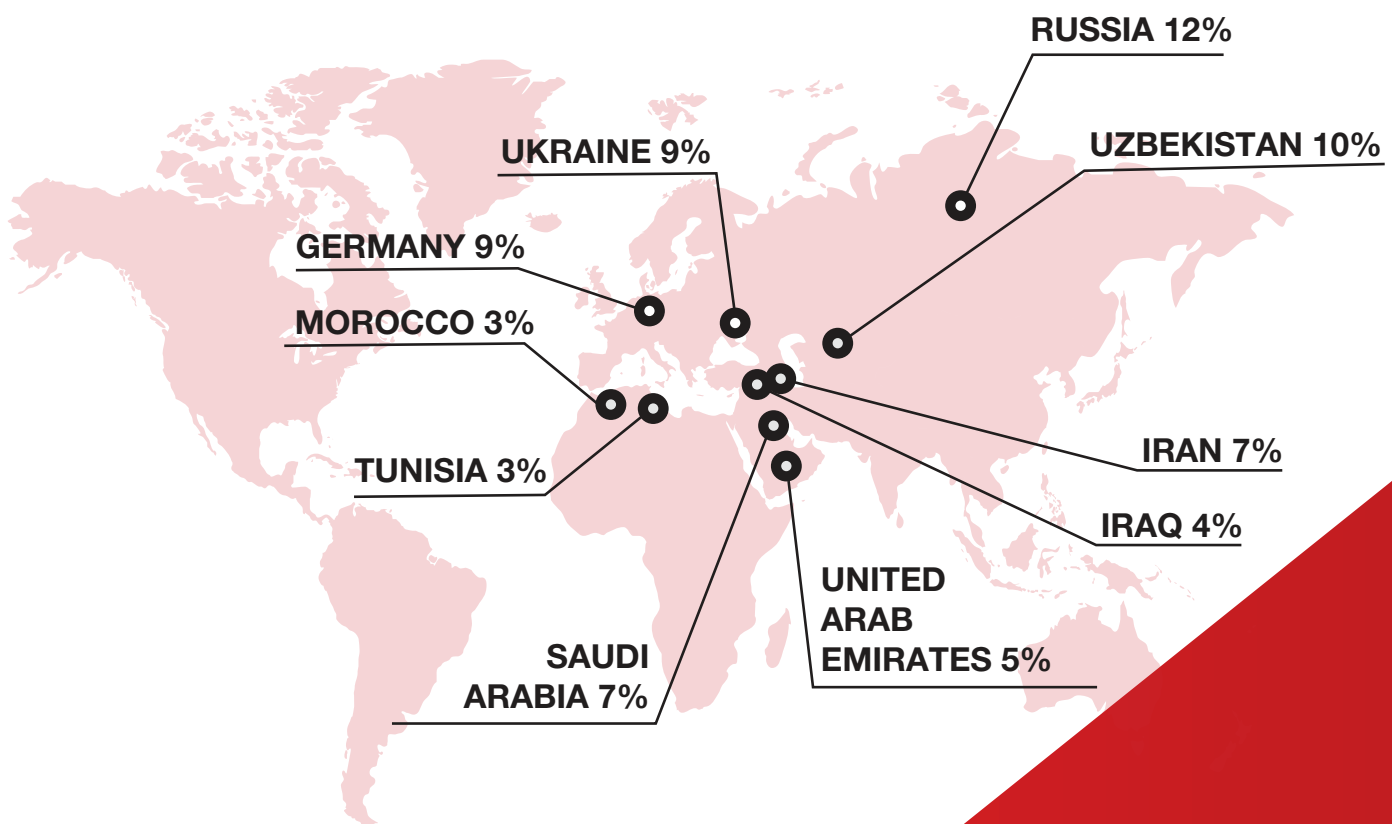 RUSSIA 12%
UZBEKISTAN 10%
UKRAINE 9%
GERMANY 9%
MOROCCO 3%
TUNISIA 3%
IRAN 7%
IRAQ 4%
UNITED
ARAB
EMIRATES 5%
SAUDI
ARABIA 7%